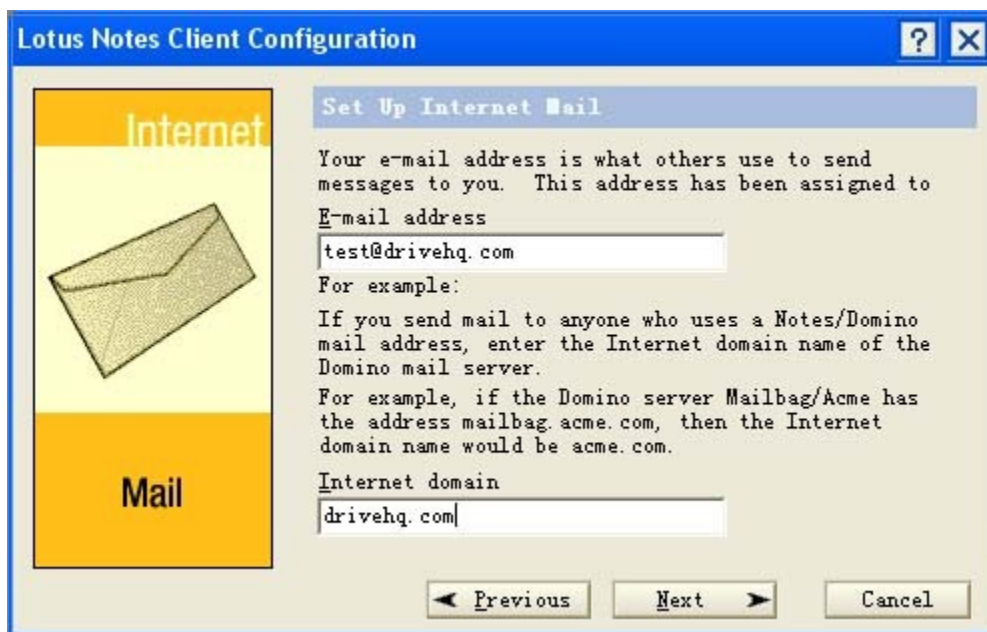 Lotus Notes Client Configuration
Internet
Mail
Set Up Internet Mail
Your e-mail address is what others use to send
messages to you. This address has been assigned to
E-mail address
test@drivehq.com
For example:
If you send mail to anyone who uses a Notes/Domino
mail address, enter the Internet domain name of the
Domino mail server.
For example, if the Domino server Mailbag/Acme has
the address mailbag.acme.com, then the Internet
domain name would be acme.com.
Internet domain
drivehq.com
Previous
Next
Cancel